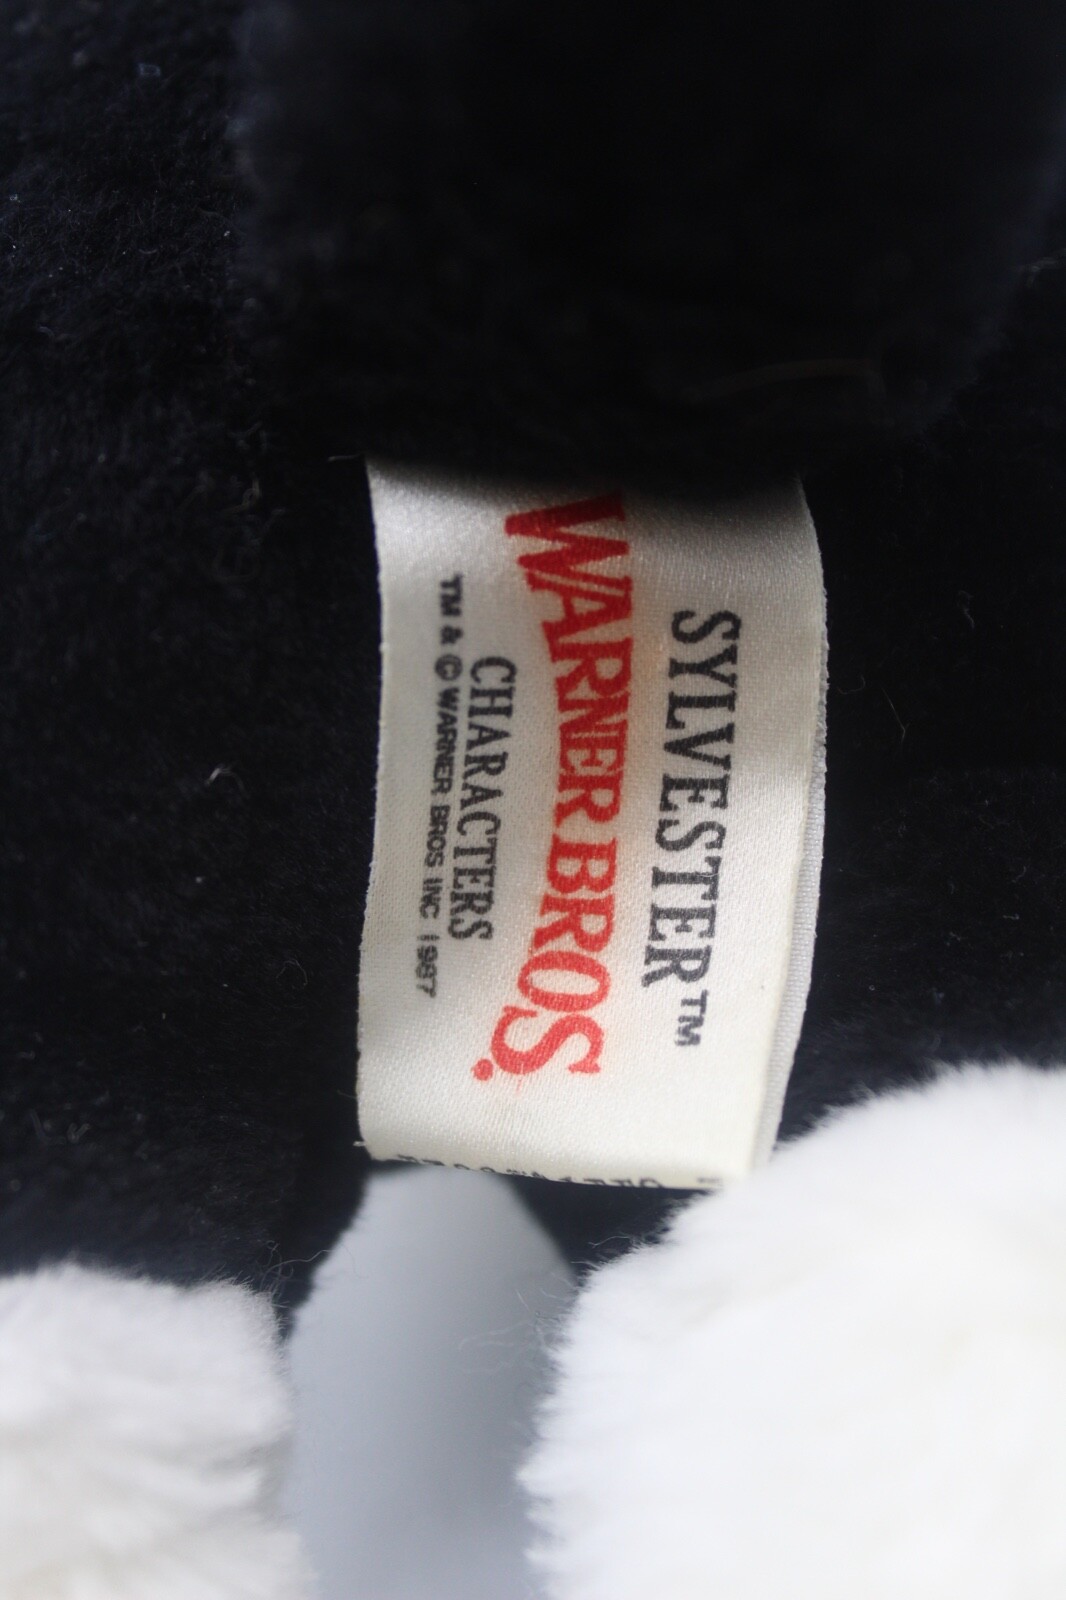 SYLVESTER™
WARNER BROS.
CHARACTERS
TM & © WARNER BROS INC 1987